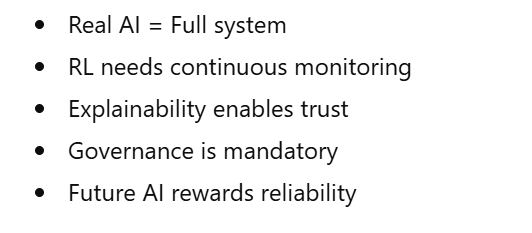 • Real AI = Full system
• RL needs continuous monitoring
• Explainability enables trust
• Governance is mandatory
• Future AI rewards reliability